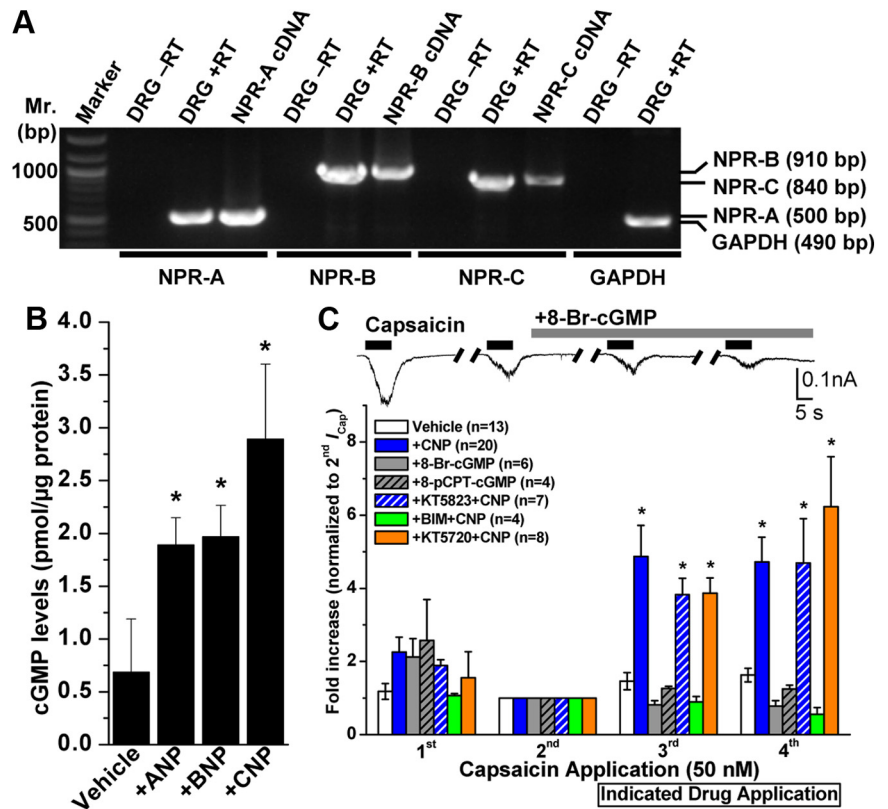 A
Marker
DRG –RT
DRG +RT
NPR-A cDNA
DRG –RT
DRG +RT
NPR-B cDNA
DRG –RT
DRG +RT
NPR-C cDNA
DRG –RT
DRG +RT
Mr.
(bp)
1000
500
NPR-B (910 bp)
NPR-C (840 bp)
NPR-A (500 bp)
GAPDH (490 bp)
NPR-A
NPR-B
NPR-C
GAPDH
B
cGMP levels (pmol/µg protein)
4.0
3.5
3.0
2.5
2.0
1.5
1.0
0.5
0.0
*
*
*
Vehicle
+ANP
+BNP
+CNP
C
+8-Br-cGMP
Capsaicin
0.1nA
5 s
Fold increase (normalized to 2nd ICap)
8
6
4
2
0
Vehicle (n=13)
+CNP (n=20)
+8-Br-cGMP (n=6)
+8-pCPT-cGMP (n=4)
+KT5823+CNP (n=7)
+BIM+CNP (n=4)
+KT5720+CNP (n=8)
*
*
*
*
*
*
1st
2nd
3rd
4th
Capsaicin Application (50 nM)
Indicated Drug Application